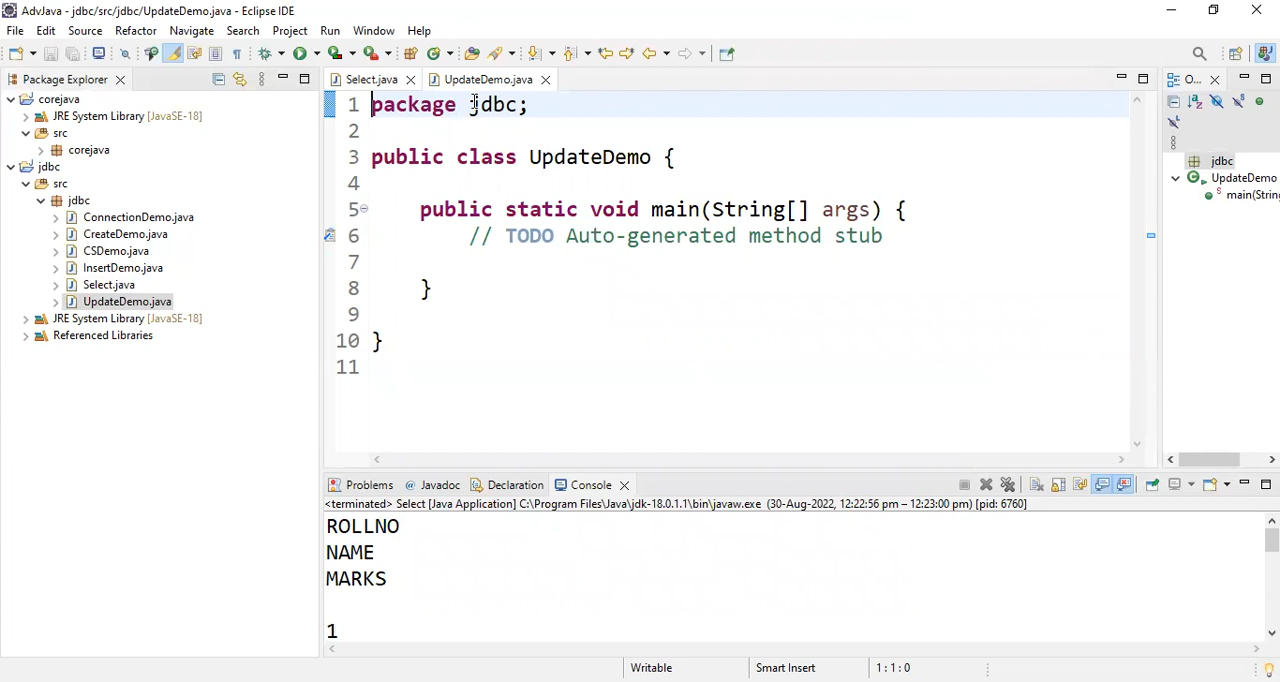 AdvJava - jdbc/src/jdbc/UpdateDemo.java - Eclipse IDE
File Edit Source Refactor Navigate Search Project Run Window Help
Package Explorer
corejava
JRE System Library [JavaSE-18]
src
corejava
jdbc
src
jdbc
ConnectionDemo.java
CreateDemo.java
CSDemo.java
InsertDemo.java
Select.java
UpdateDemo.java
JRE System Library [JavaSE-18]
Referenced Libraries
Select.java UpdateDemo.java
1 package jdbc;
2
3 public class UpdateDemo {
4
5 public static void main(String[] args) {
6 // TODO Auto-generated method stub
7
8 }
9
10 }
11
O...
jdbc
UpdateDemo
main(String
Problems Javadoc Declaration Console
<terminated> Select [Java Application] C:\Program Files\Java\jdk-18.0.1.1\bin\javaw.exe (30-Aug-2022, 12:22:56 pm – 12:23:00 pm) [pid: 6760]
ROLLNO
NAME
MARKS
1
Writable Smart Insert 1 : 1 : 0